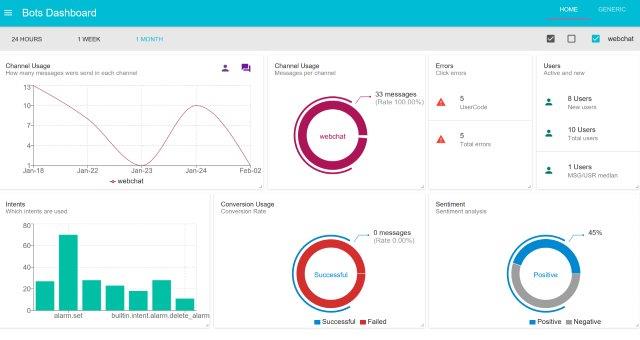 Bots Dashboard
HOME GENERIC
24 HOURS 1 WEEK 1 MONTH webchat
Channel Usage
How many messages were send in each channel
13
10
7
4
1
Jan-18 Jan-22 Jan-23 Jan-24 Feb-02
webchat
Channel Usage
Messages per channel
33 messages
(Rate 100.00%)
webchat
Errors
Click errors
5
UserCode
5
Total errors
Users
Active and new
8 Users
New users
10 Users
Total users
1 Users
MSG/USR median
Intents
Which intents are used
80
60
40
20
0
alarm.set builtin.intent.alarm.delete_alarm
Conversion Usage
Conversion Rate
0 messages
(Rate 0.00%)
Successful
Successful Failed
Sentiment
Sentiment analysis
45%
Positive
Positive Negative